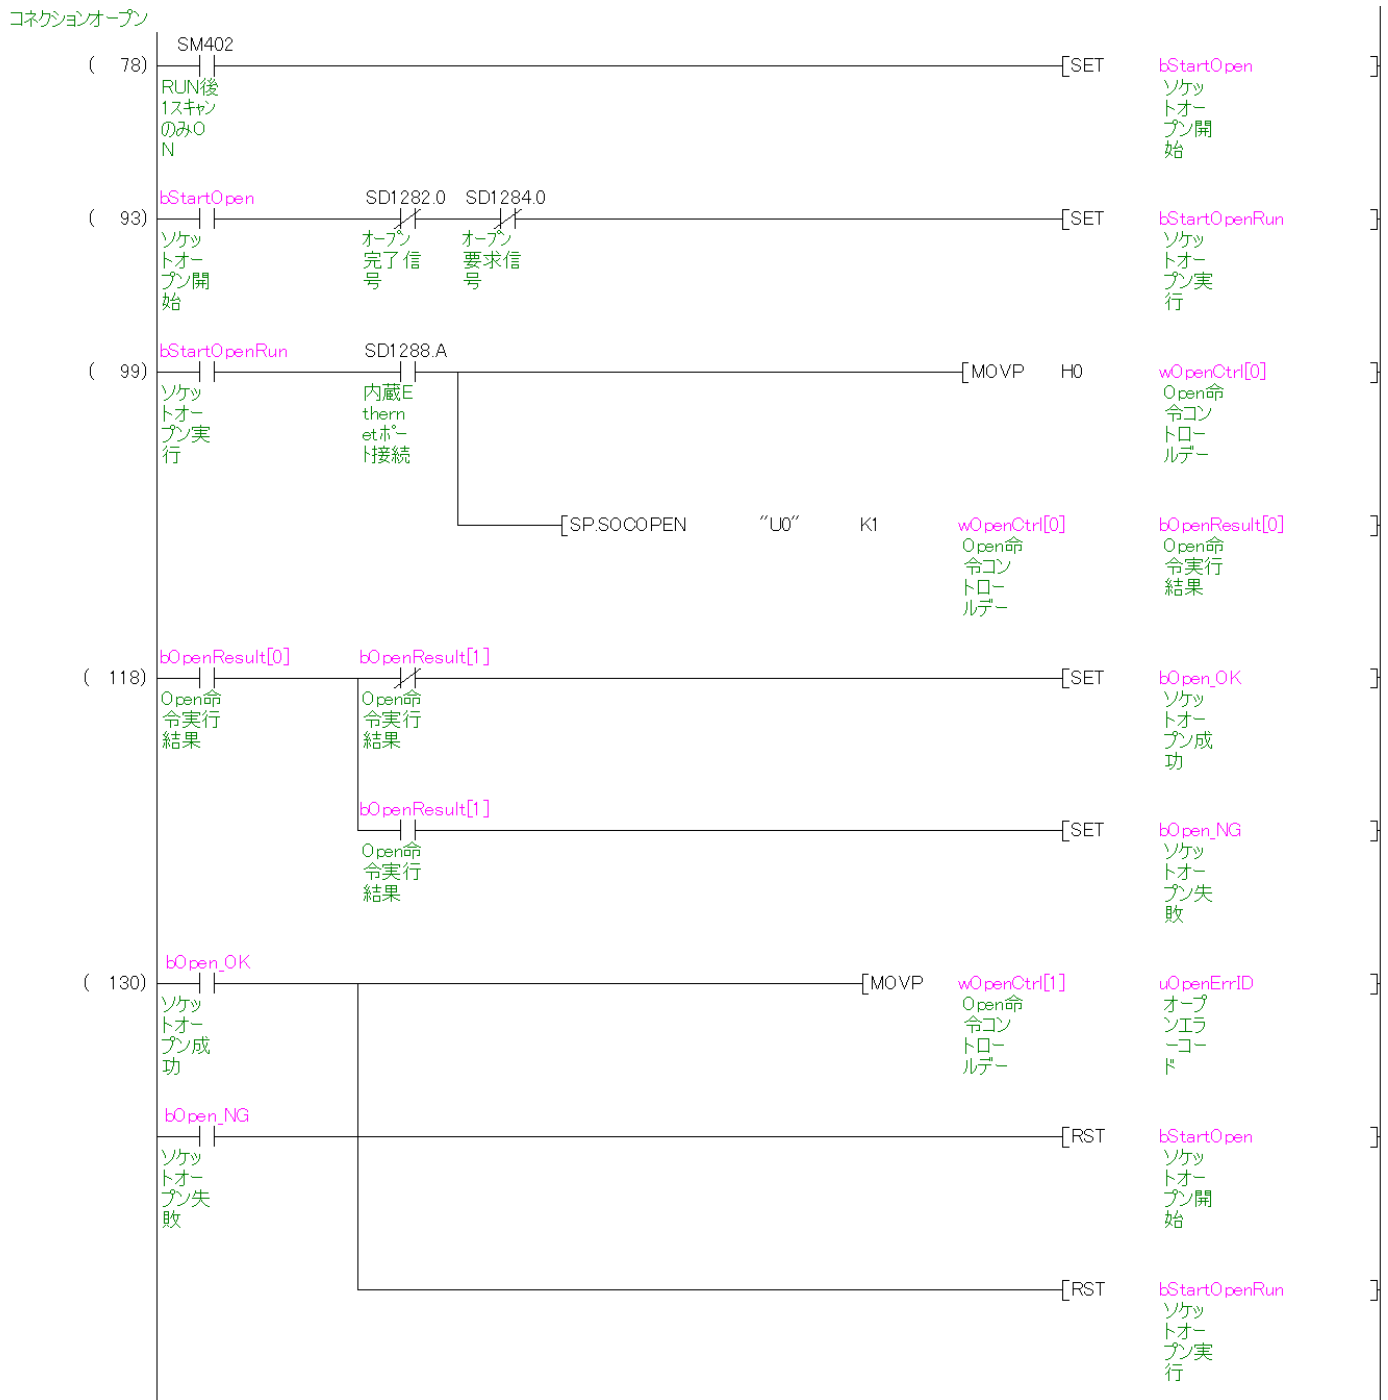 コネクションオープン
SM402
( 78) [SET bStartOpen ]
RUN後 ソケッ
1スキャン トオー
のみO プン開
N 始
bStartOpen SD1282.0 SD1284.0
( 93) [SET bStartOpenRun ]
ソケッ オープン オープン ソケッ
トオー 完了信 要求信 トオー
プン開 号 号 プン実
始 行
bStartOpenRun SD1288.A
( 99) [MOVP H0 wOpenCtrl[0] ]
ソケッ 内蔵E Open命
トオー thern 令コン
プン実 etポー トロー
行 ト接続 ルデー
[SP.SOCOPEN "U0" K1 wOpenCtrl[0] bOpenResult[0] ]
Open命 Open命
令コン 令実行
トロー 結果
ルデー
bOpenResult[0] bOpenResult[1]
( 118) [SET bOpen_OK ]
Open命 Open命 ソケッ
令実行 令実行 トオー
結果 結果 プン成
功
bOpenResult[1]
[SET bOpen_NG ]
Open命 ソケッ
令実行 トオー
結果 プン失
敗
bOpen_OK
( 130) [MOVP wOpenCtrl[1] uOpenErrID ]
ソケッ Open命 オープ
トオー 令コン ンエラ
プン成 トロー ーコー
功 ルデー ド
bOpen_NG
[RST bStartOpen ]
ソケッ ソケッ
トオー トオー
プン失 プン開
敗 始
[RST bStartOpenRun ]
ソケッ
トオー
プン実
行